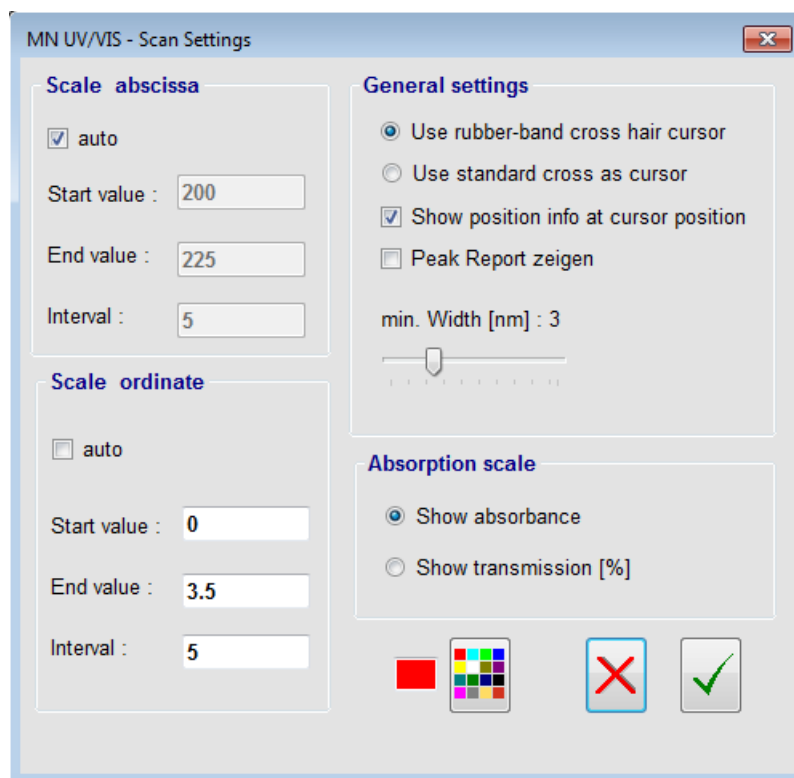 MN UV/VIS - Scan Settings
Scale abscissa
auto
Start value : 200
End value : 225
Interval : 5
Scale ordinate
auto
Start value : 0
End value : 3.5
Interval : 5
General settings
Use rubber-band cross hair cursor
Use standard cross as cursor
Show position info at cursor position
Peak Report zeigen
min. Width [nm] : 3
Absorption scale
Show absorbance
Show transmission [%]